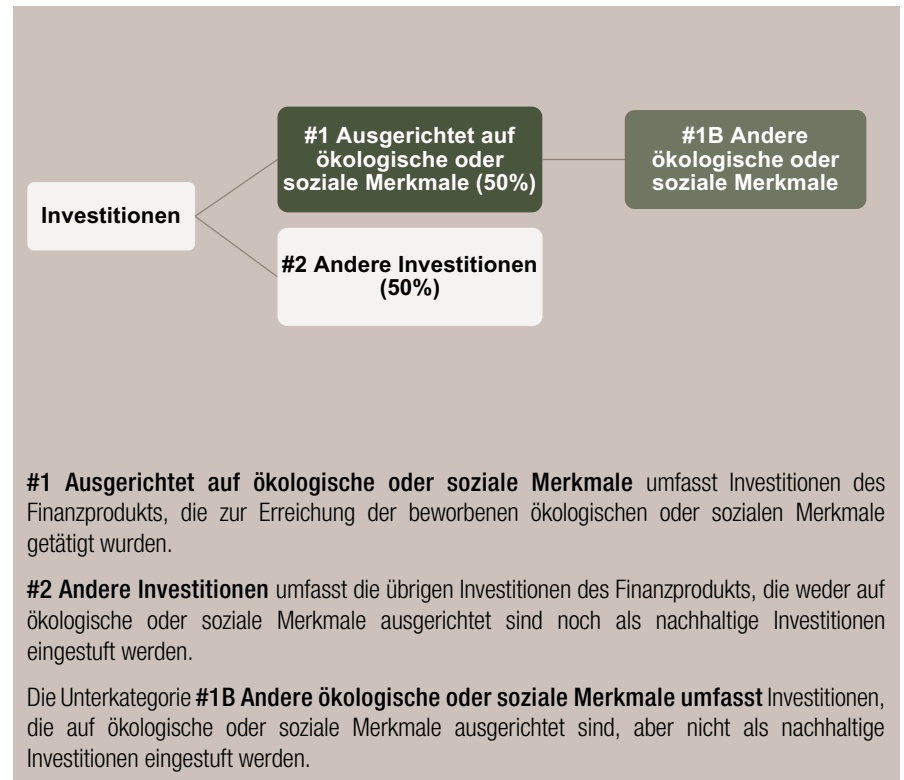 #1 Ausgerichtet auf
ökologische oder
soziale Merkmale (50%)
#1B Andere
ökologische oder
soziale Merkmale
Investitionen
#2 Andere Investitionen
(50%)
#1 Ausgerichtet auf ökologische oder soziale Merkmale umfasst Investitionen des
Finanzprodukts, die zur Erreichung der beworbenen ökologischen oder sozialen Merkmale
getätigt wurden.
#2 Andere Investitionen umfasst die übrigen Investitionen des Finanzprodukts, die weder auf
ökologische oder soziale Merkmale ausgerichtet sind noch als nachhaltige Investitionen
eingestuft werden.
Die Unterkategorie #1B Andere ökologische oder soziale Merkmale umfasst Investitionen,
die auf ökologische oder soziale Merkmale ausgerichtet sind, aber nicht als nachhaltige
Investitionen eingestuft werden.